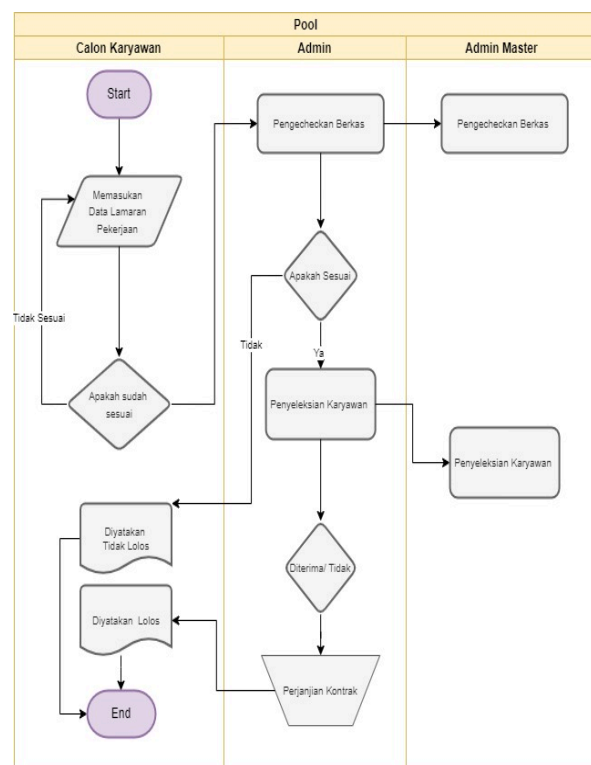 Pool
Calon Karyawan
Admin
Admin Master
Start
Pengecheckan Berkas
Pengecheckan Berkas
Memasukan
Data Lamaran
Pekerjaan
Apakah Sesuai
Tidak Sesuai
Tidak
Ya
Apakah sudah
sesuai
Penyeleksian Karyawan
Penyeleksian Karyawan
Diyatakan
Tidak Lolos
Diterima/ Tidak
Diyatakan Lolos
Perjanjian Kontrak
End